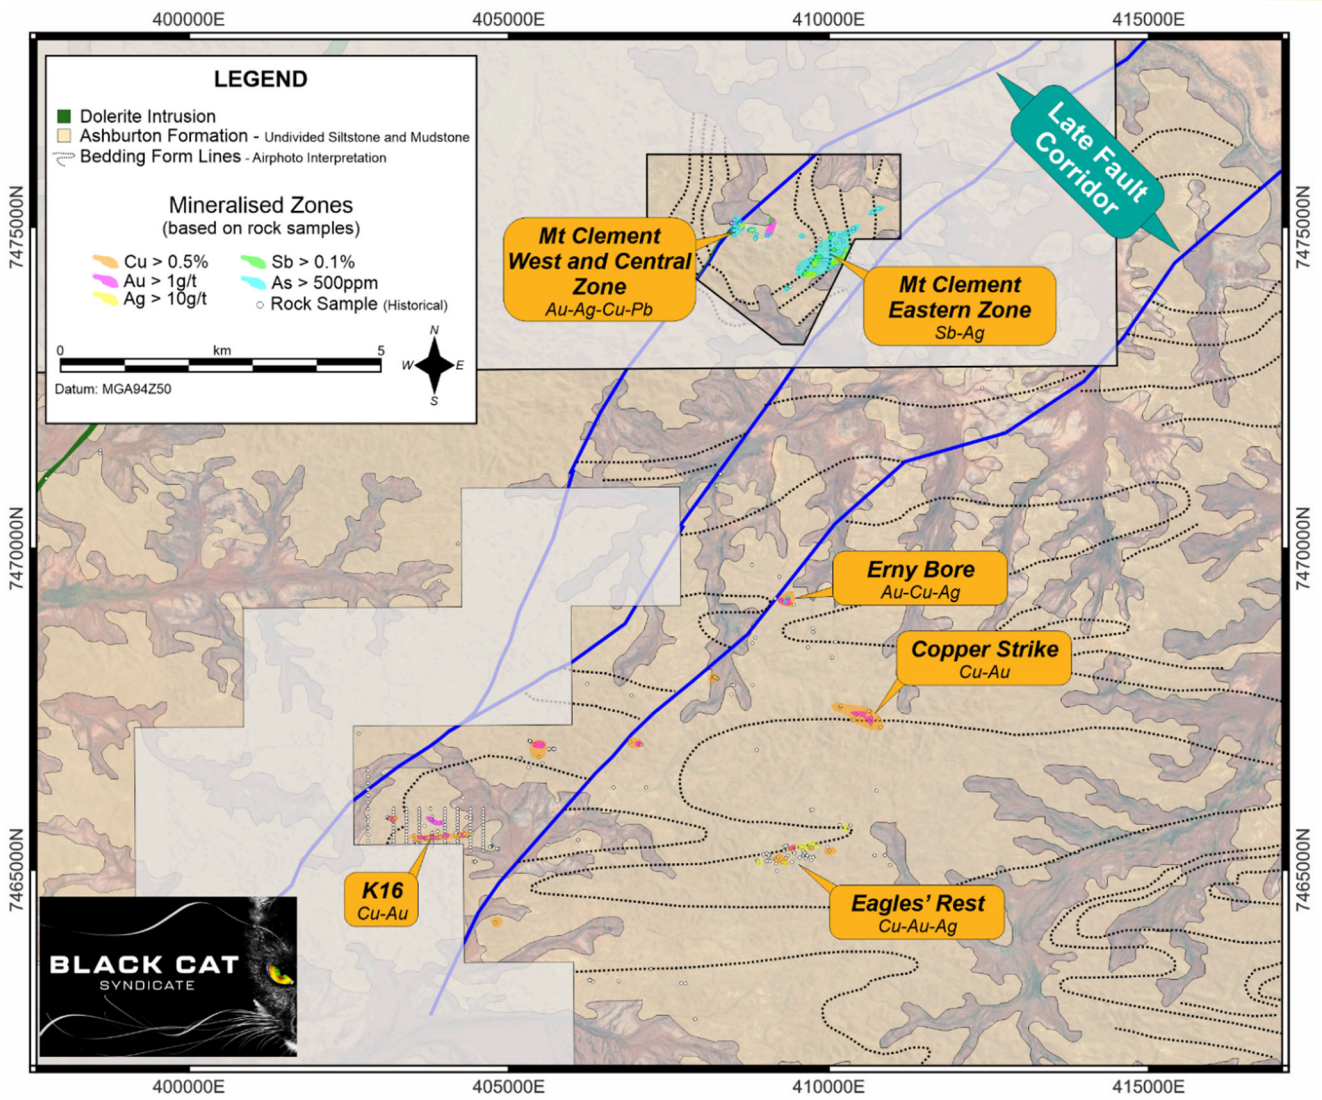 400000E
405000E
410000E
415000E
LEGEND
Dolerite Intrusion
Ashburton Formation - Undivided Siltstone and Mudstone
Bedding Form Lines - Airphoto Interpretation
Mineralised Zones
(based on rock samples)
Cu > 0.5%
Au > 1g/t
Ag > 10g/t
Sb > 0.1%
As > 500ppm
Rock Sample (Historical)
0
km
5
Datum: MGA94Z50
N
W
E
S
Late Fault
Corridor
7475000N
7475000N
Mt Clement
West and Central
Zone
Au-Ag-Cu-Pb
Mt Clement
Eastern Zone
Sb-Ag
7470000N
7470000N
Erny Bore
Au-Cu-Ag
Copper Strike
Cu-Au
7465000N
7465000N
K16
Cu-Au
Eagles' Rest
Cu-Au-Ag
BLACK CAT
SYNDICATE
400000E
405000E
410000E
415000E